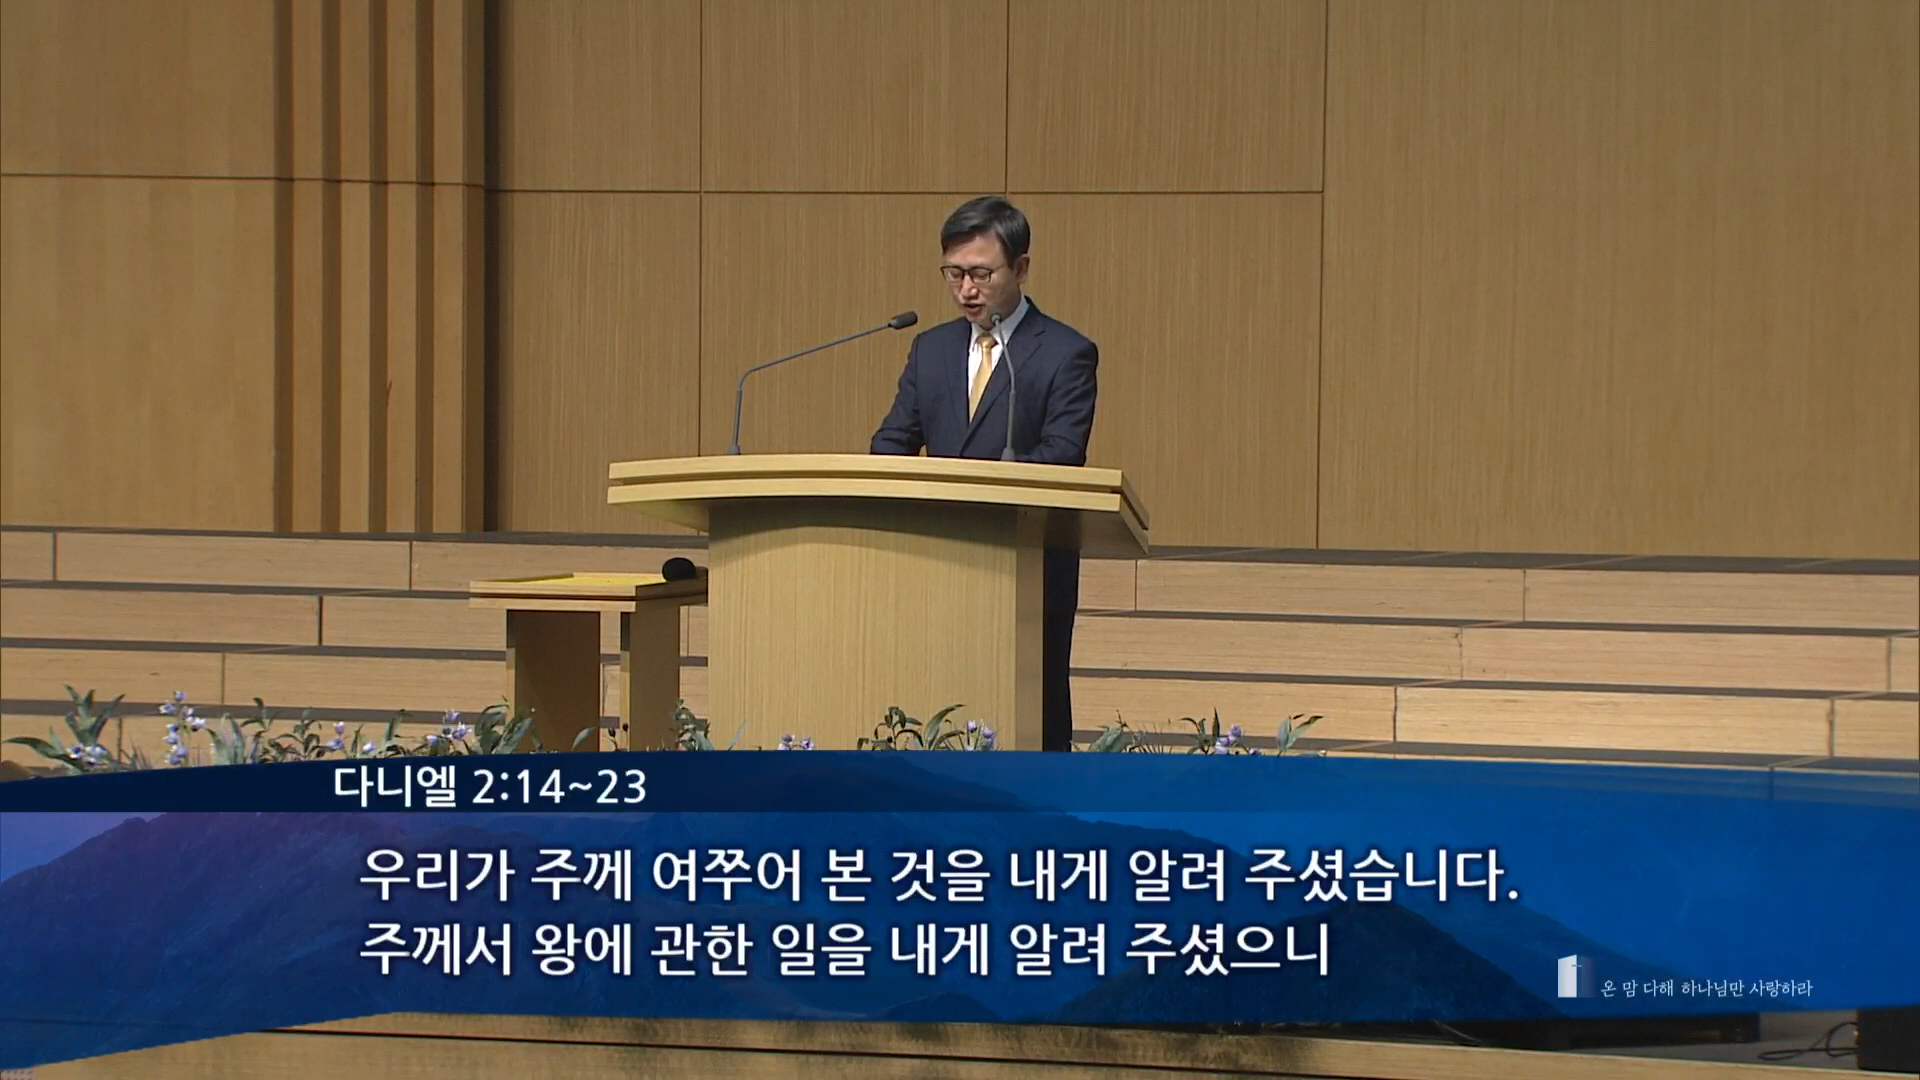 다니엘 2:14~23
우리가 주께 여쭈어 본 것을 내게 알려 주셨습니다.
주께서 왕에 관한 일을 내게 알려 주셨으니
온 맘 다해 하나님만 사랑하라